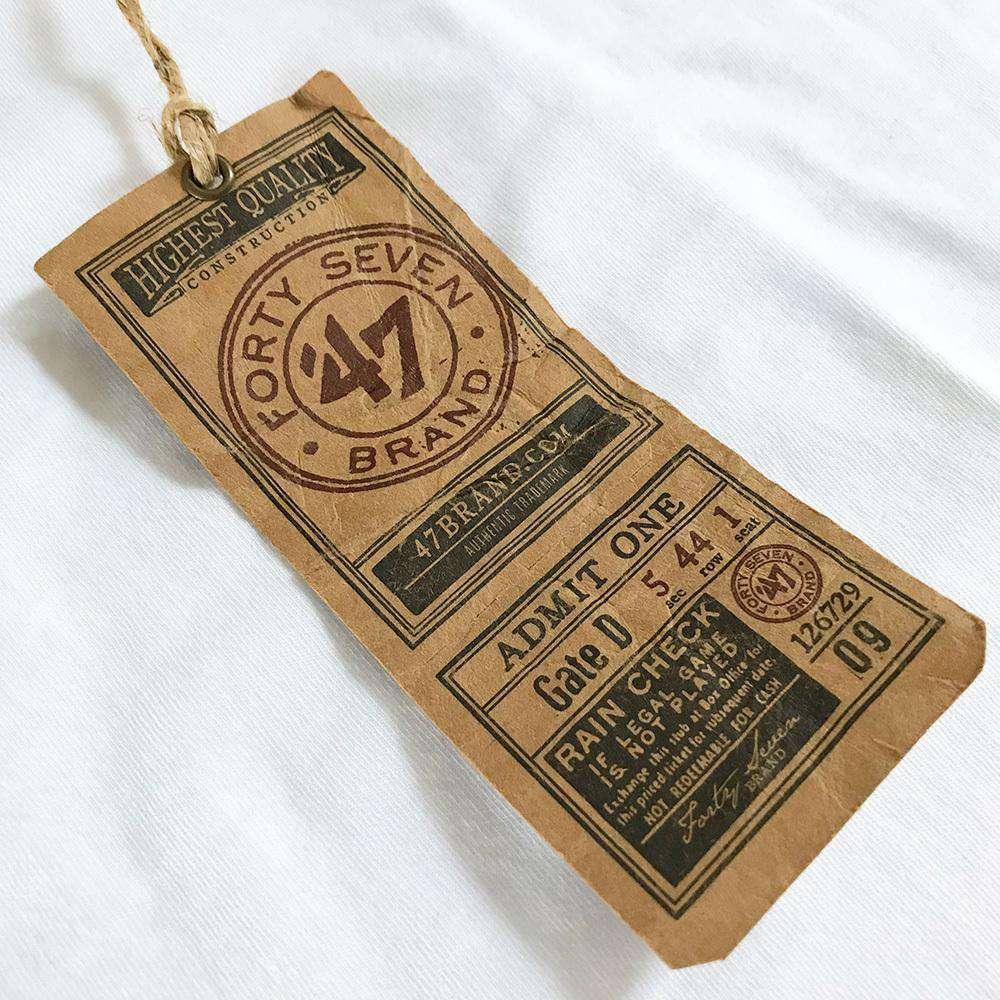 HIGHEST QUALITY
CONSTRUCTION
FORTY SEVEN
'47
BRAND
47BRAND.COM
AUTHENTIC TRADEMARK
ADMIT ONE
Gate D
5 44 1
sec row seat
RAIN CHECK
IF LEGAL GAME
IS NOT PLAYED
Exchange this stub at Box Office for
this priced ticket for subsequent date.
NOT REDEEMABLE FOR CASH
Forty Seven
BRAND
FORTY SEVEN
'47
BRAND
126729
09